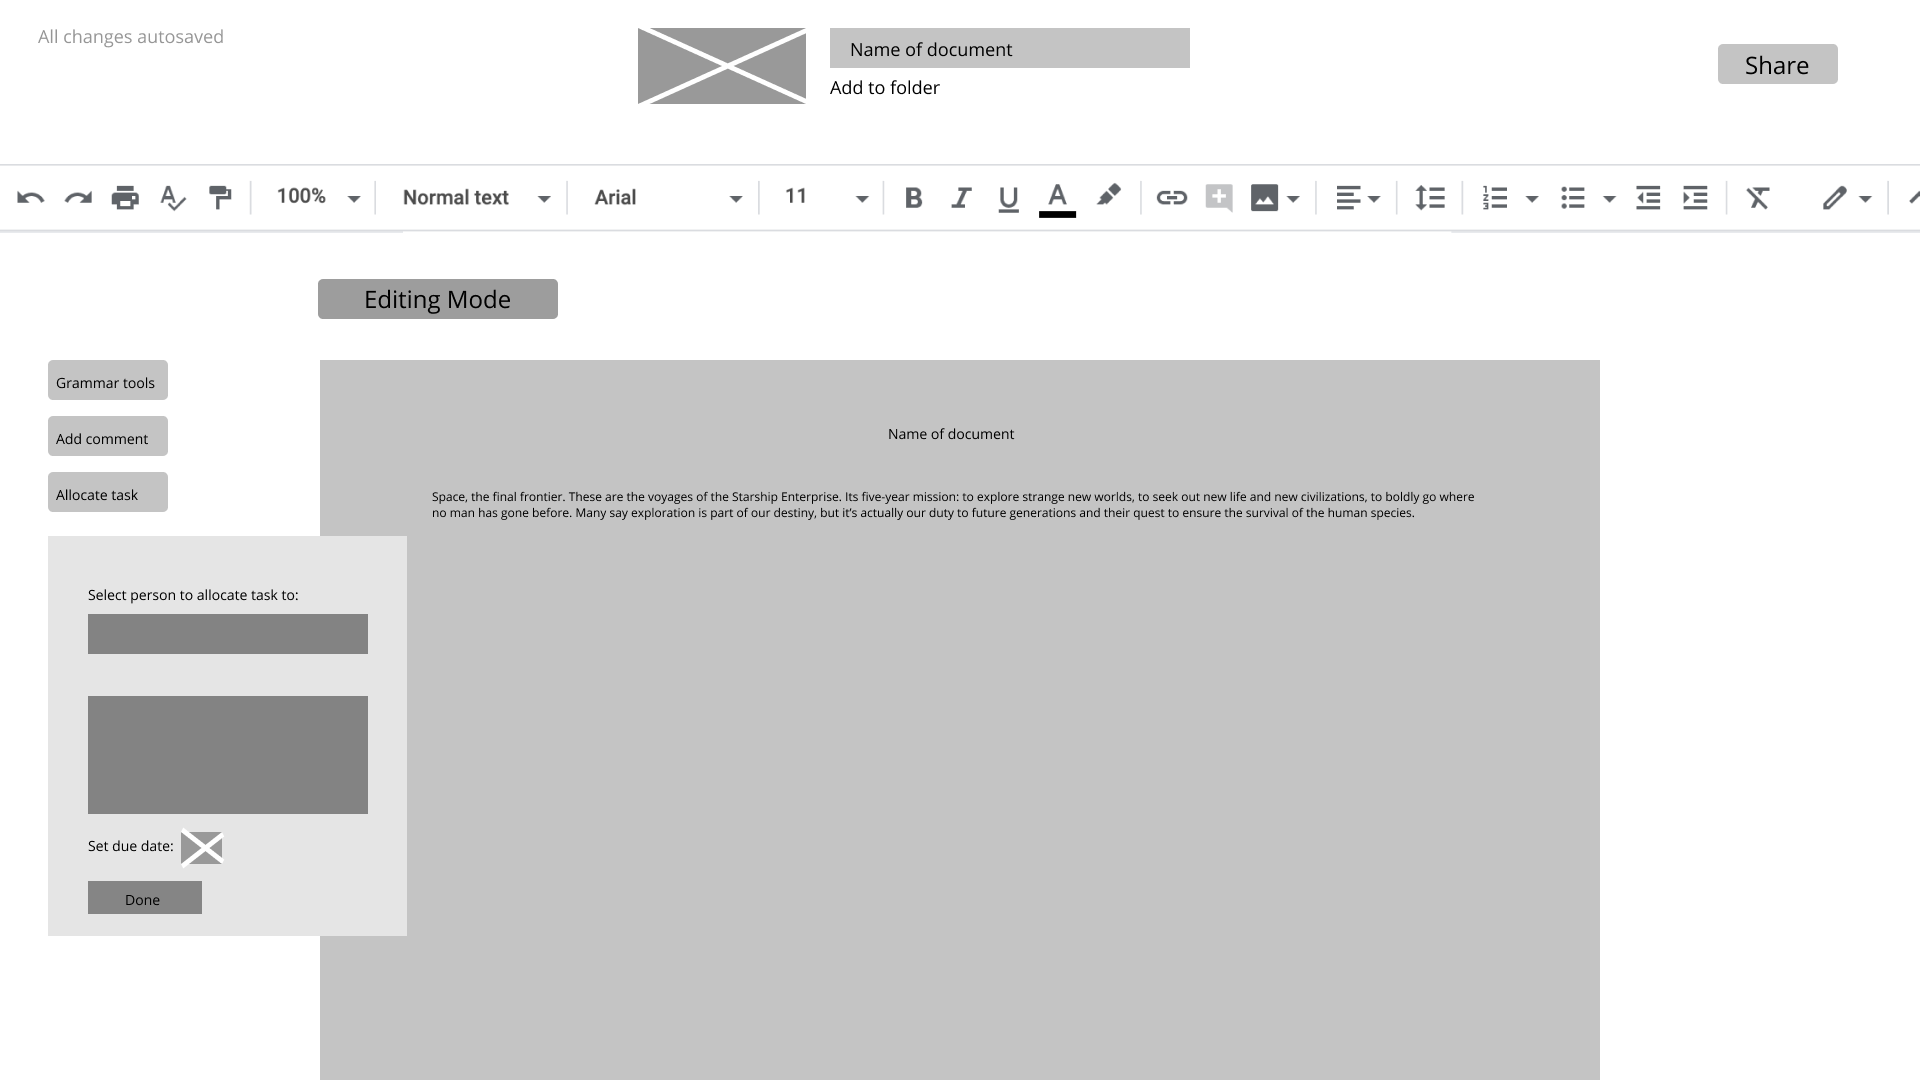 All changes autosaved
Name of document
Add to folder
Share
100% Normal text Arial 11 B I U A
Editing Mode
Grammar tools
Add comment
Allocate task
Name of document
Space, the final frontier. These are the voyages of the Starship Enterprise. Its five-year mission: to explore strange new worlds, to seek out new life and new civilizations, to boldly go where
no man has gone before. Many say exploration is part of our destiny, but it’s actually our duty to future generations and their quest to ensure the survival of the human species.
Select person to allocate task to:
Set due date:
Done